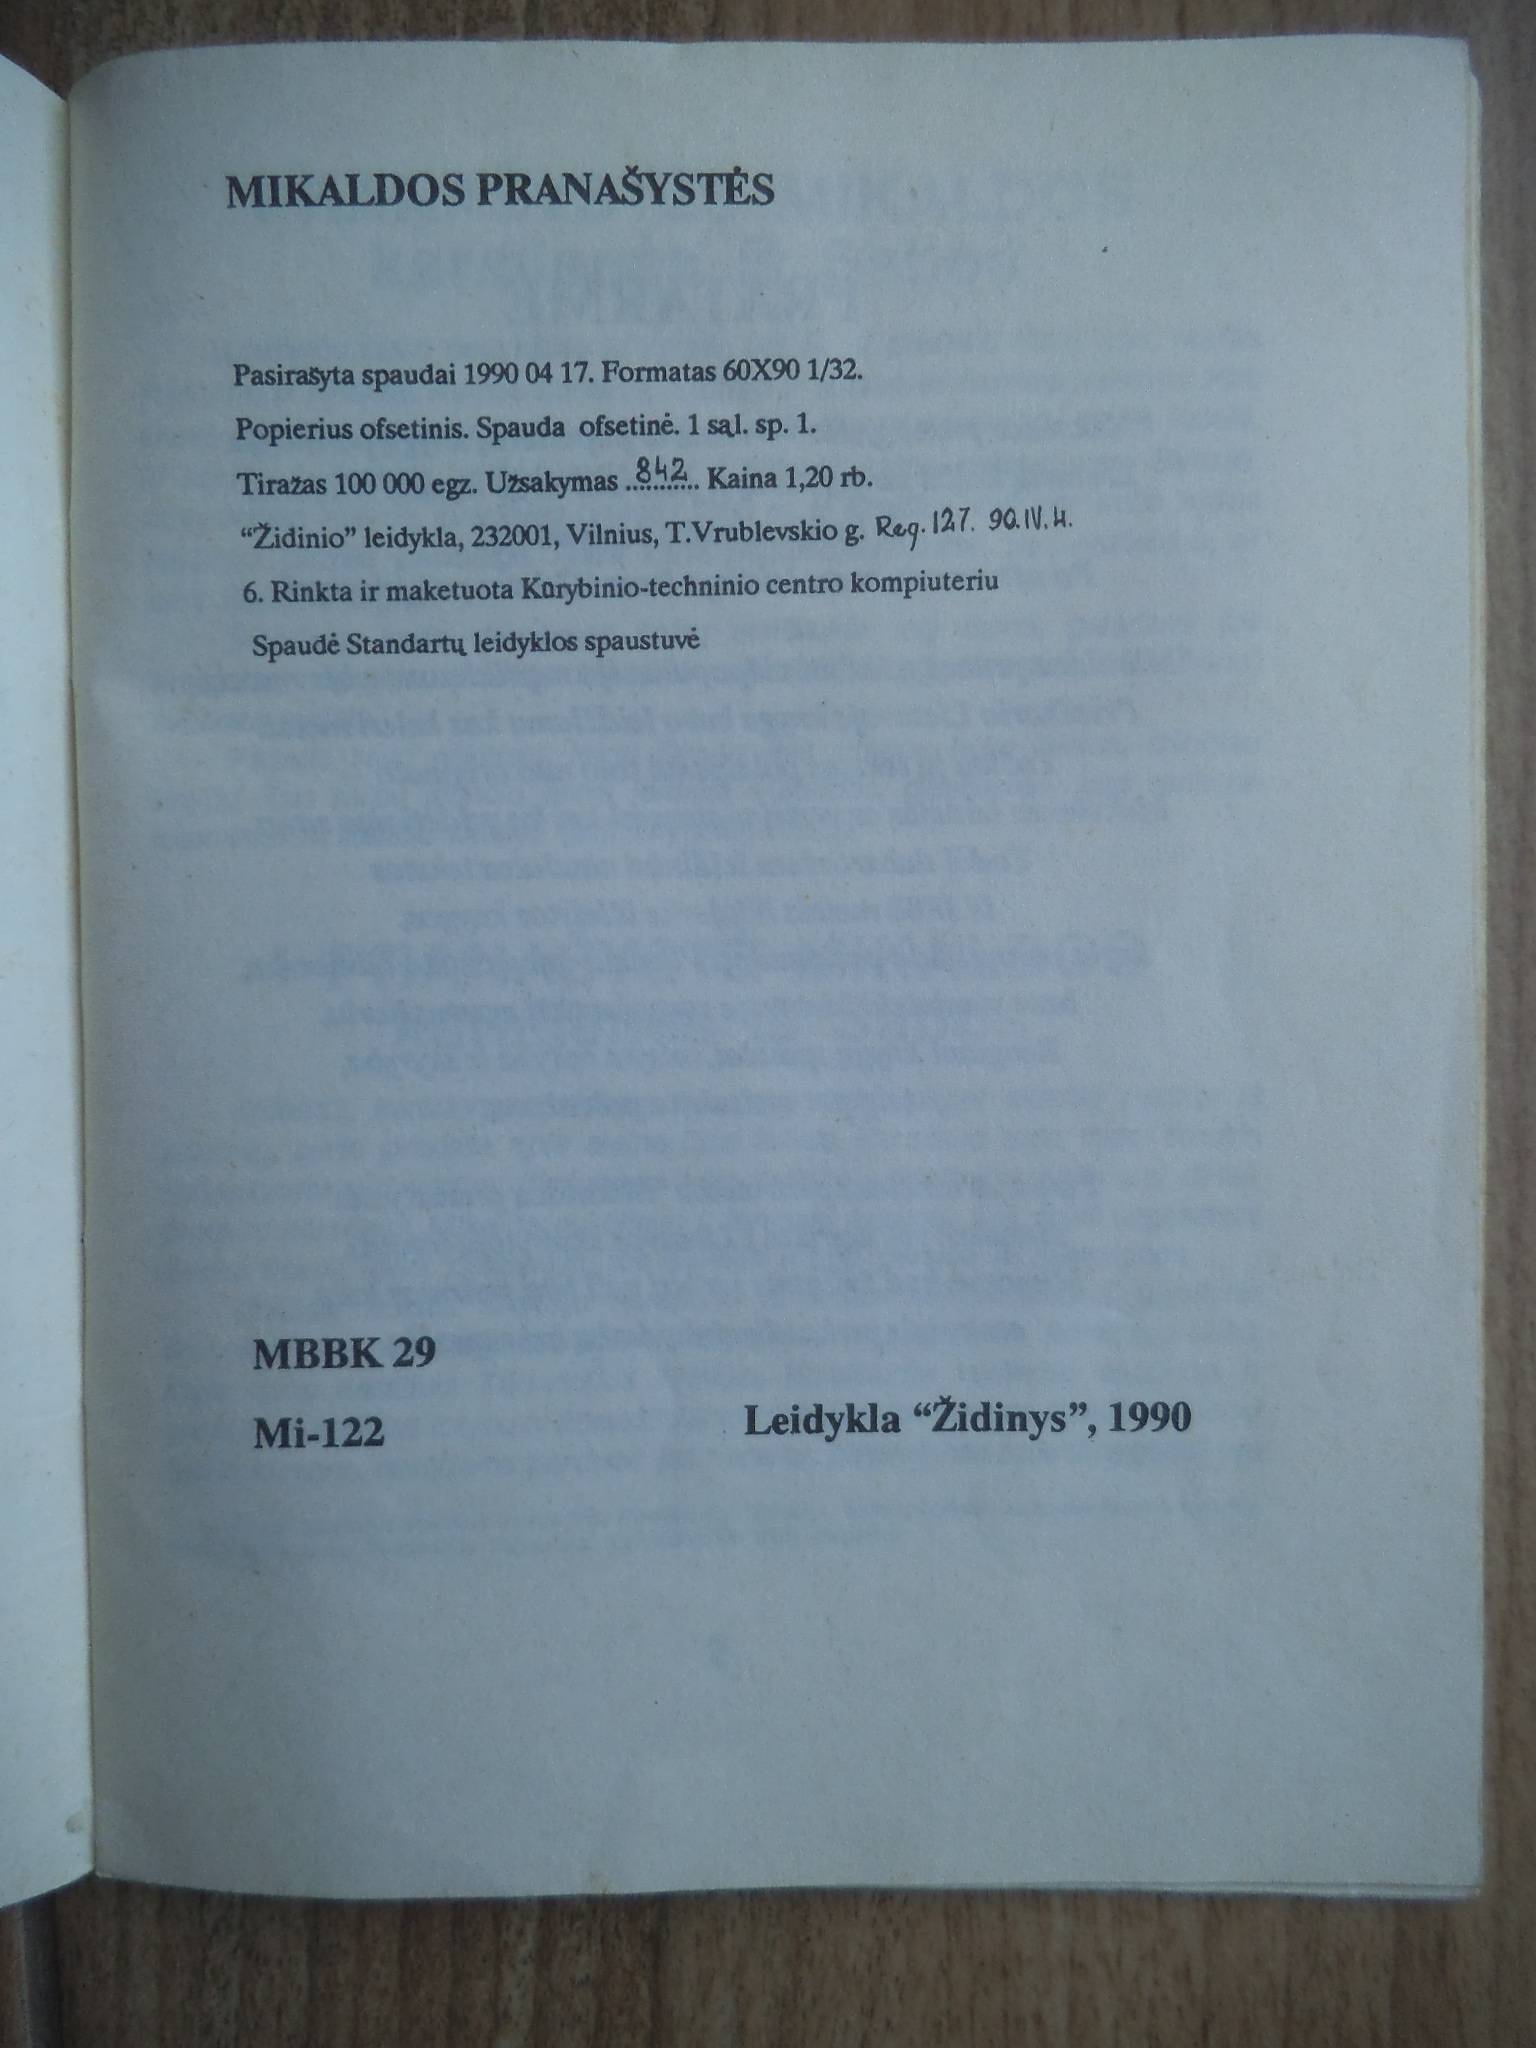 MIKALDOS PRANAŠYSTĖS
Pasirašyta spaudai 1990 04 17. Formatas 60X90 1/32.
Popierius ofsetinis. Spauda ofsetinė. 1 sąl. sp. 1.
Tiražas 100 000 egz. Užsakymas ..842.. Kaina 1,20 rb.
“Židinio” leidykla, 232001, Vilnius, T.Vrublevskio g. Reg. 127. 90.IV.
6. Rinkta ir maketuota Kūrybinio-techninio centro kompiuteriu
Spaudė Standartų leidyklos spaustuvė
MBBK 29
Mi-122
Leidykla “Židinys”, 1990